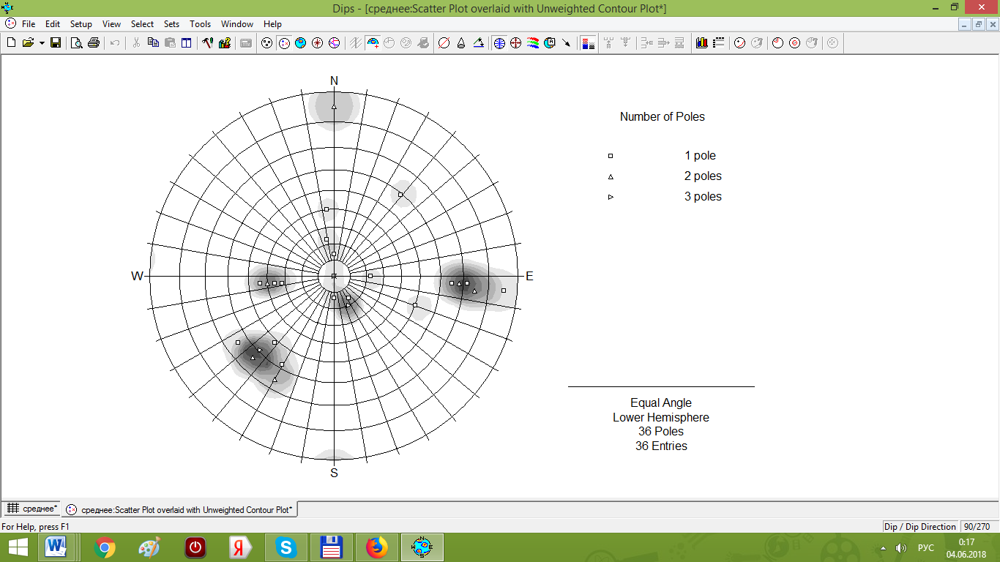 Dips - [среднее:Scatter Plot overlaid with Unweighted Contour Plot*]
File Edit Setup View Select Sets Tools Window Help
N
W
E
S
Number of Poles
1 pole
2 poles
3 poles
Equal Angle
Lower Hemisphere
36 Poles
36 Entries
среднее*
среднее:Scatter Plot overlaid with Unweighted Contour Plot*
For Help, press F1
Dip / Dip Direction 90/270
W
Я
S
РУС
0:17
04.06.2018